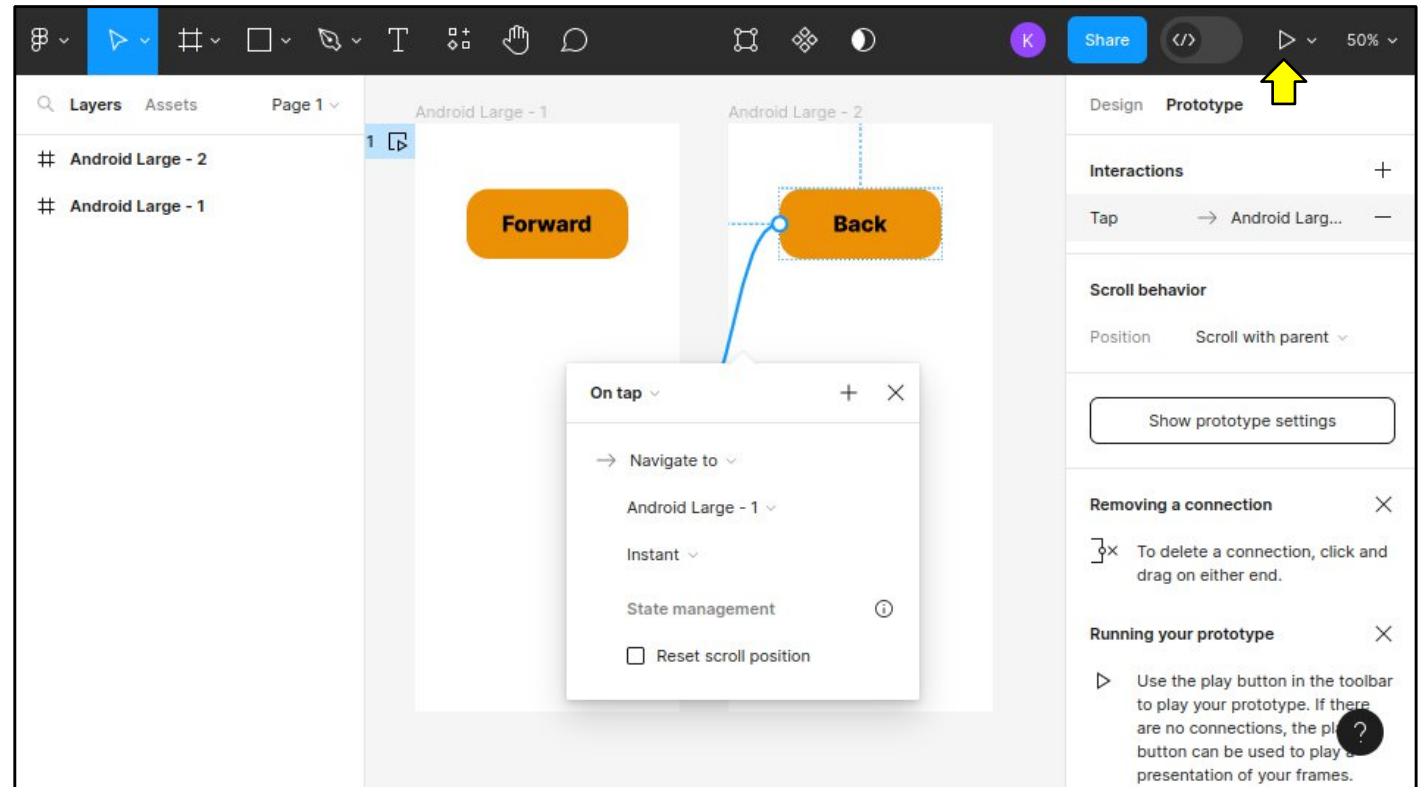 K
Share
50%
Layers Assets Page 1
Android Large - 2
Android Large - 1
Android Large - 1
Android Large - 2
1
Forward
Back
On tap
Navigate to
Android Large - 1
Instant
State management
Reset scroll position
Design Prototype
Interactions
Tap → Android Larg...
Scroll behavior
Position Scroll with parent
Show prototype settings
Removing a connection
To delete a connection, click and
drag on either end.
Running your prototype
Use the play button in the toolbar
to play your prototype. If there
are no connections, the
button can be used to play
presentation of your frames.
?